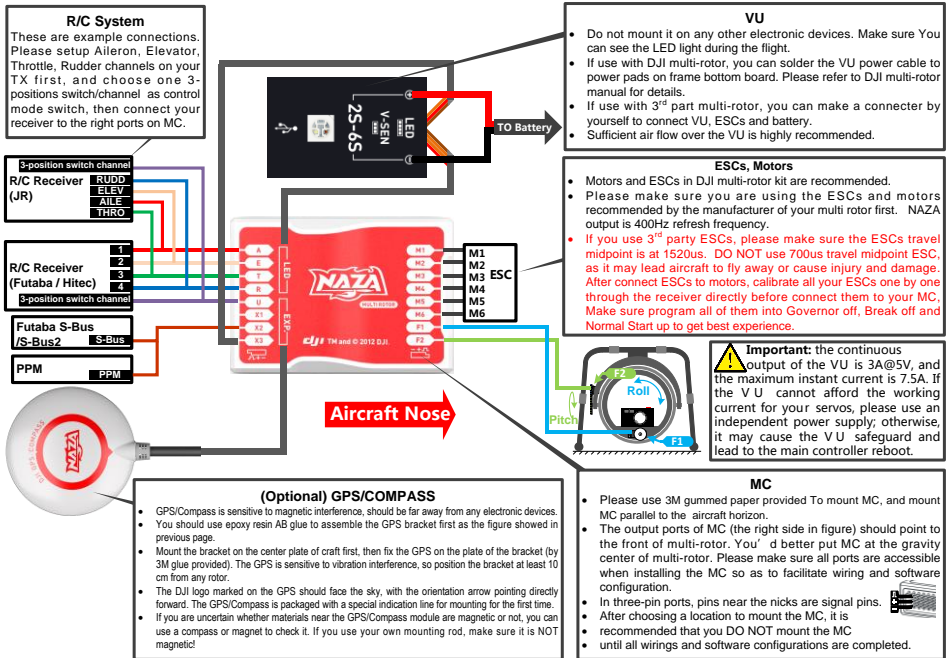 R/C System
These are example connections.
Please setup Aileron, Elevator,
Throttle, Rudder channels on your
TX first, and choose one 3-
positions switch/channel as control
mode switch, then connect your
receiver to the right ports on MC.
3-position switch channel
R/C Receiver
(JR)
RUDD
ELEV
AILE
THRO
R/C Receiver
(Futaba / Hitec)
1
2
3
4
3-position switch channel
Futaba S-Bus
/S-Bus2
S-Bus
PPM
PPM
LED
V-SEN
2S-6S
TO Battery
A
E
T
R
U
X1
X2
X3
LED
EXP.
NAZA
MULTI ROTOR
dji TM and © 2012 DJI.
M1
M2
M3
M4
M5
M6
F1
F2
M1
M2
M3
M4
M5
M6
ESC
Aircraft Nose
F2
Roll
Pitch
F1
DJI GPS/COMPASS
NAZA
VU
• Do not mount it on any other electronic devices. Make sure You
can see the LED light during the flight.
• If use with DJI multi-rotor, you can solder the VU power cable to
power pads on frame bottom board. Please refer to DJI multi-rotor
manual for details.
• If use with 3rd part multi-rotor, you can make a connecter by
yourself to connect VU, ESCs and battery.
• Sufficient air flow over the VU is highly recommended.
ESCs, Motors
• Motors and ESCs in DJI multi-rotor kit are recommended.
• Please make sure you are using the ESCs and motors
recommended by the manufacturer of your multi rotor first. NAZA
output is 400Hz refresh frequency.
• If you use 3rd party ESCs, please make sure the ESCs travel
midpoint is at 1520us. DO NOT use 700us travel midpoint ESC,
as it may lead aircraft to fly away or cause injury and damage.
After connect ESCs to motors, calibrate all your ESCs one by one
through the receiver directly before connect them to your MC,
Make sure program all of them into Governor off, Break off and
Normal Start up to get best experience.
Important: the continuous
output of the VU is 3A@5V, and
the maximum instant current is 7.5A. If
the V U cannot afford the working
current for your servos, please use an
independent power supply; otherwise,
it may cause the V U safeguard and
lead to the main controller reboot.
(Optional) GPS/COMPASS
• GPS/Compass is sensitive to magnetic interference, should be far away from any electronic devices.
• You should use epoxy resin AB glue to assemble the GPS bracket first as the figure showed in
previous page.
• Mount the bracket on the center plate of craft first, then fix the GPS on the plate of the bracket (by
3M glue provided). The GPS is sensitive to vibration interference, so position the bracket at least 10
cm from any rotor.
• The DJI logo marked on the GPS should face the sky, with the orientation arrow pointing directly
forward. The GPS/Compass is packaged with a special indication line for mounting for the first time.
• If you are uncertain whether materials near the GPS/Compass module are magnetic or not, you can
use a compass or magnet to check it. If you use your own mounting rod, make sure it is NOT
magnetic!
MC
• Please use 3M gummed paper provided To mount MC, and mount
MC parallel to the aircraft horizon.
• The output ports of MC (the right side in figure) should point to
the front of multi-rotor. You' d better put MC at the gravity
center of multi-rotor. Please make sure all ports are accessible
when installing the MC so as to facilitate wiring and software
configuration.
• In three-pin ports, pins near the nicks are signal pins.
• After choosing a location to mount the MC, it is
• recommended that you DO NOT mount the MC
• until all wirings and software configurations are completed.